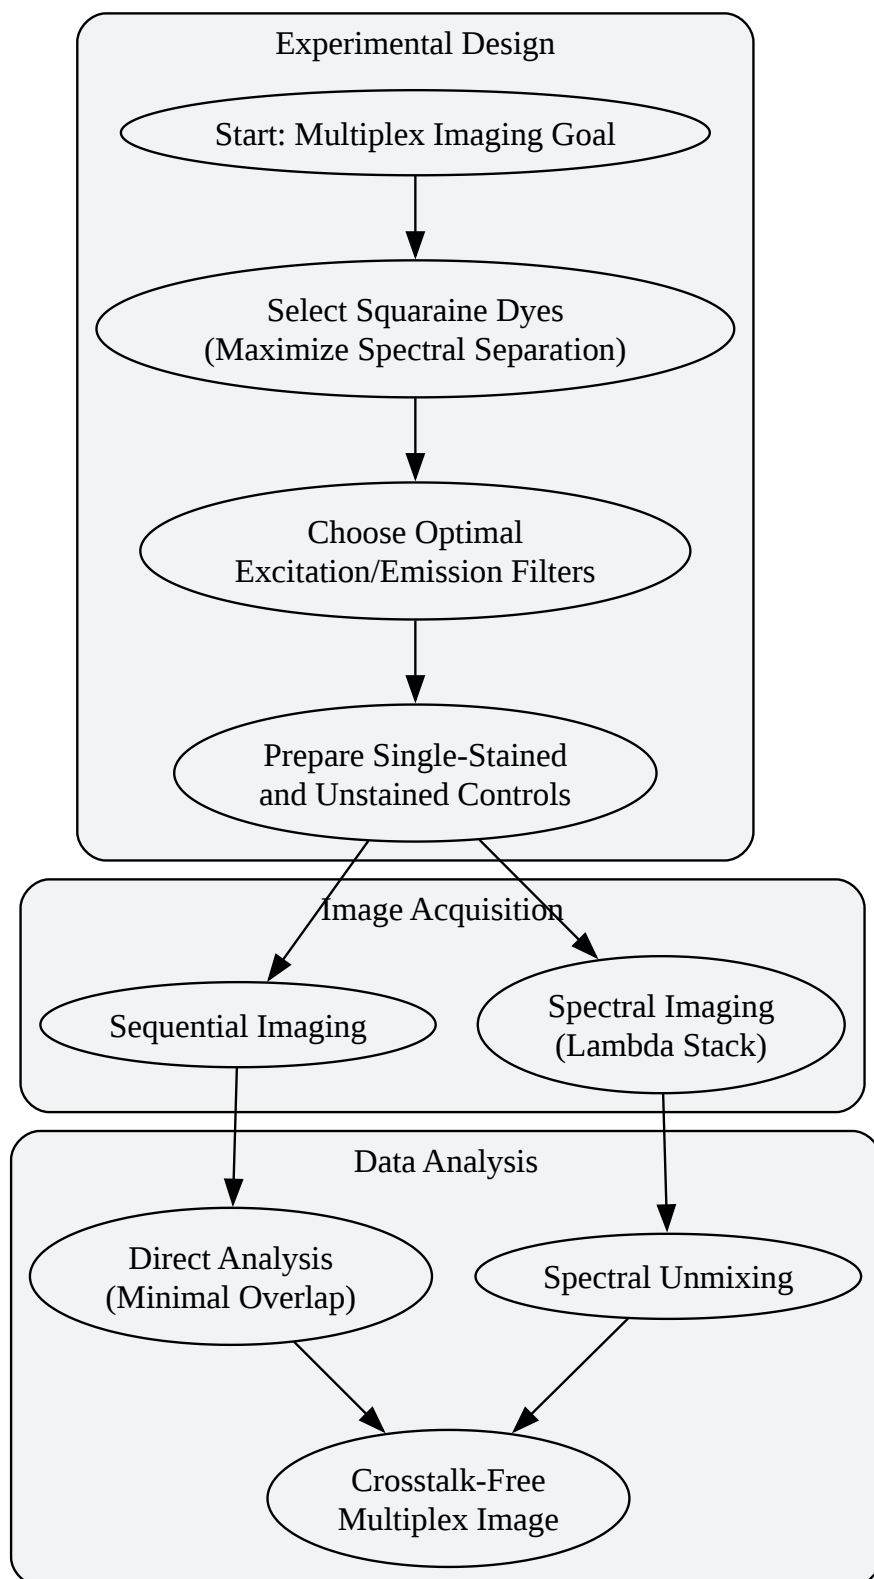 Experimental Design
Start: Multiplex Imaging Goal
Select Squaraine Dyes
(Maximize Spectral Separation)
Choose Optimal
Excitation/Emission Filters
Prepare Single-Stained
and Unstained Controls
Image Acquisition
Sequential Imaging
Spectral Imaging
(Lambda Stack)
Data Analysis
Direct Analysis
(Minimal Overlap)
Spectral Unmixing
Crosstalk-Free
Multiplex Image